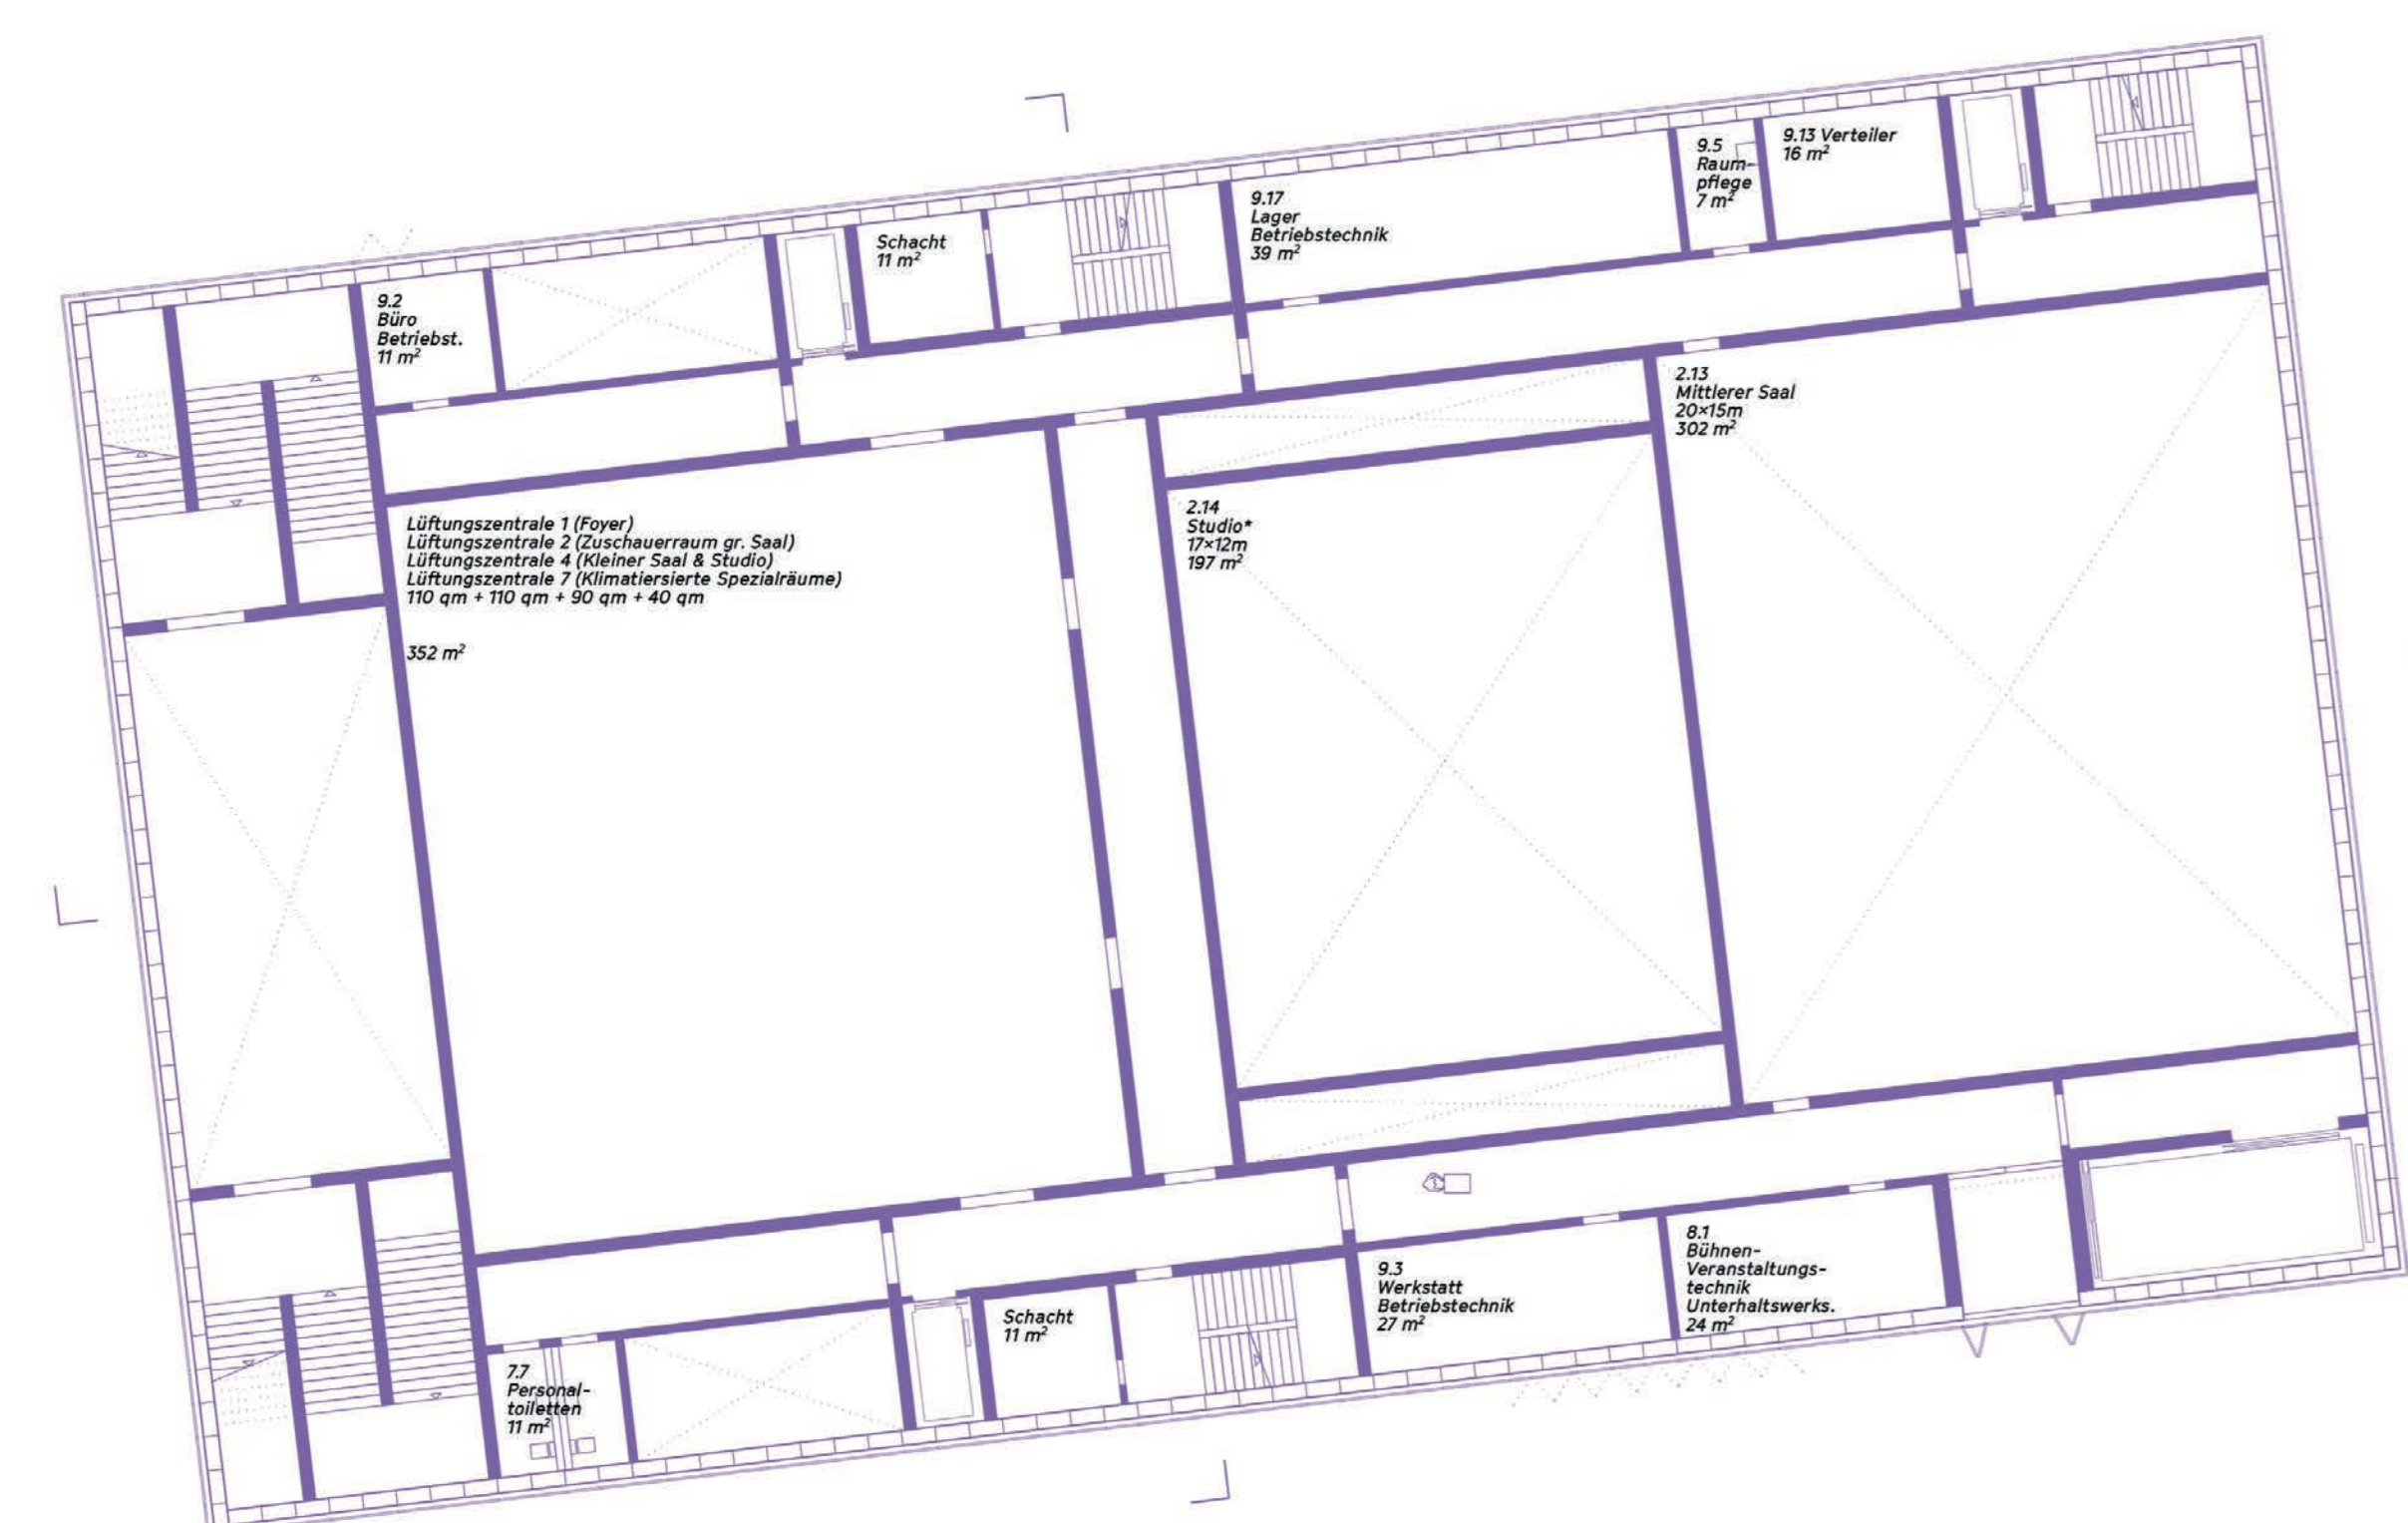 9.5
Raum-
pflege
7 m²
9.13 Verteiler
16 m²
9.17
Lager
Betriebstechnik
39 m²
Schacht
11 m²
9.2
Büro
Betriebst.
11 m²
2.13
Mittlerer Saal
20×15m
302 m²
2.14
Studio*
17×12m
197 m²
Lüftungszentrale 1 (Foyer)
Lüftungszentrale 2 (Zuschauerraum gr. Saal)
Lüftungszentrale 4 (Kleiner Saal & Studio)
Lüftungszentrale 7 (Klimatiersierte Spezialräume)
110 qm + 110 qm + 90 qm + 40 qm
352 m²
8.1
Bühnen-
Veranstaltungs-
technik
Unterhaltswerks.
24 m²
9.3
Werkstatt
Betriebstechnik
27 m²
Schacht
11 m²
7.7
Personal-
toiletten
11 m²